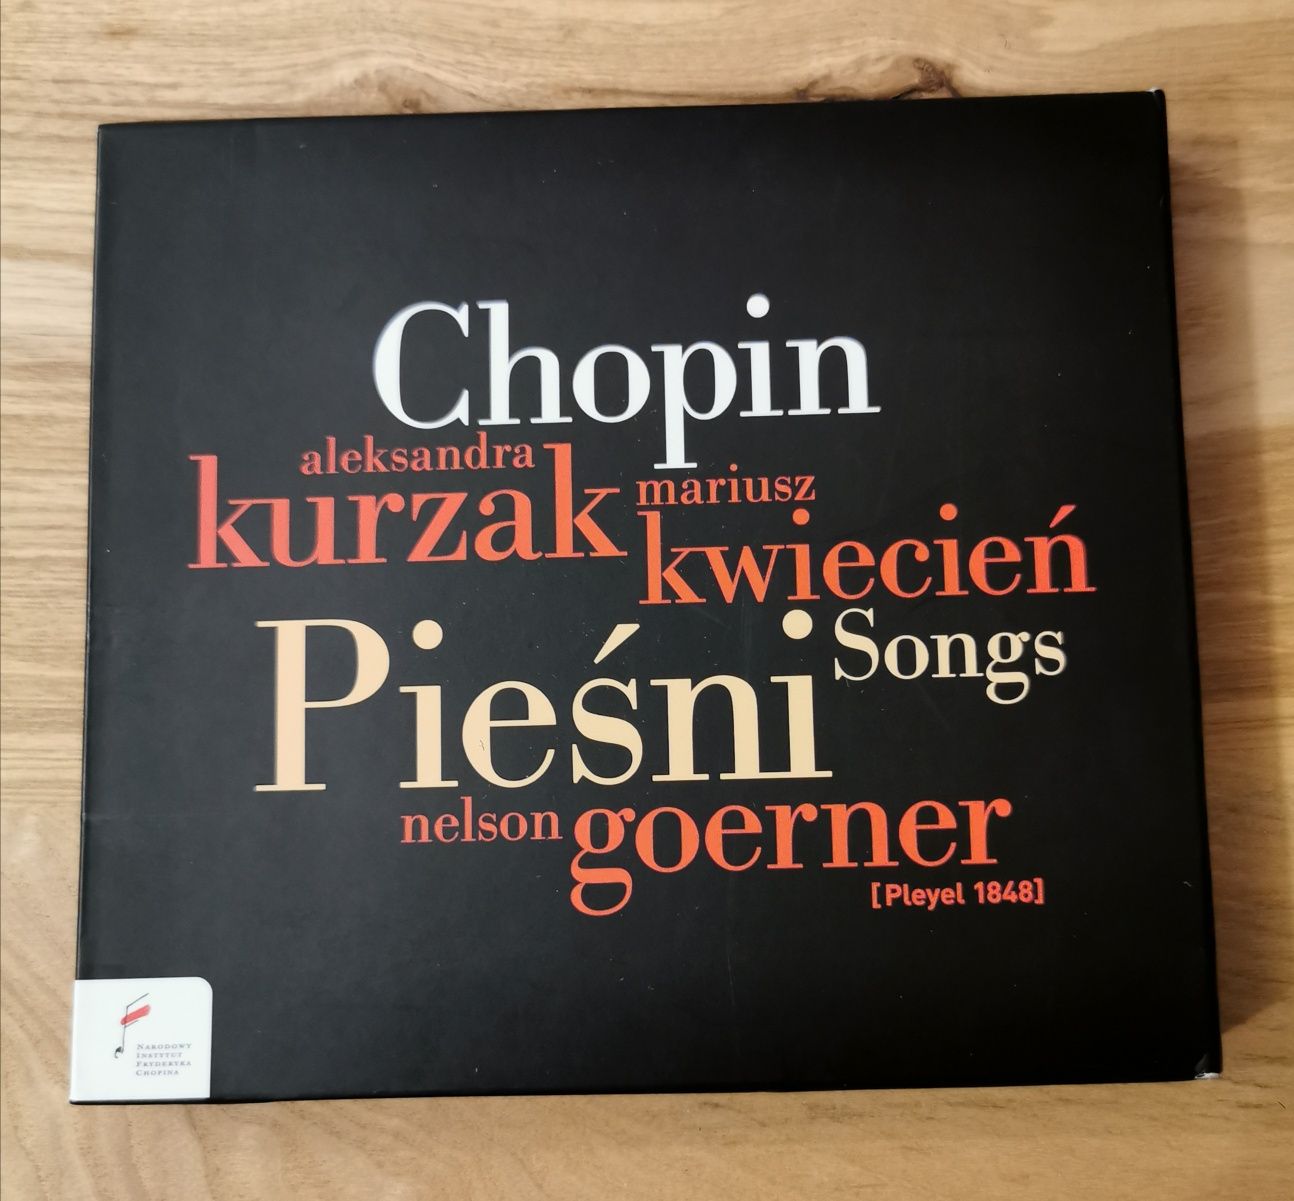 Chopin
aleksandra
kurzak
mariusz
kwiecień
Pieśni
Songs
nelson
goerner
[Pleyel 1848]
NARODOWY
INSTYTUT
FRYDERYKA
CHOPINA